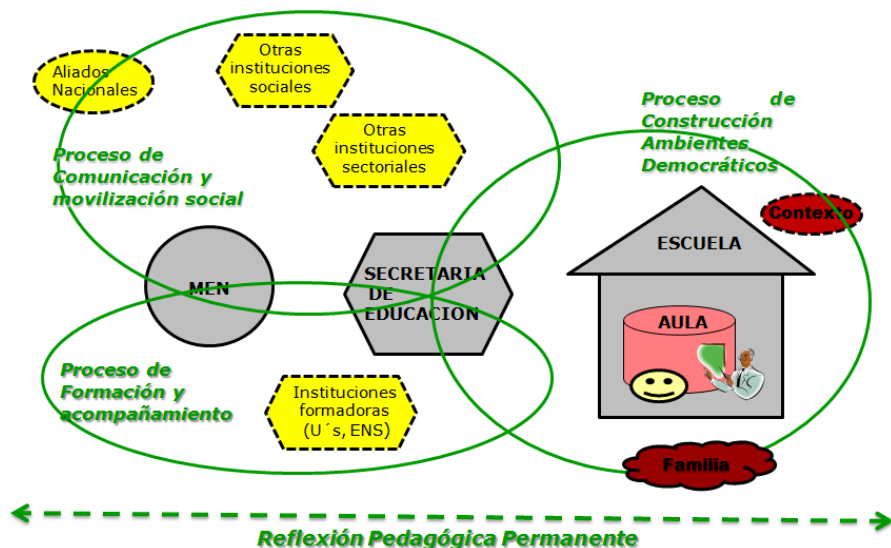 Aliados
Nacionales
Otras
instituciones
sociales
Otras
instituciones
sectoriales
Proceso de
Comunicación y
movilización social
Proceso de
Construcción
Ambientes
Democráticos
Contexto
ESCUELA
MEN
SECRETARIA
DE
EDUCACION
AULA
Proceso de
Formación y
acompañamiento
Instituciones
formadoras
(U´s, ENS)
Familia
Reflexión Pedagógica Permanente